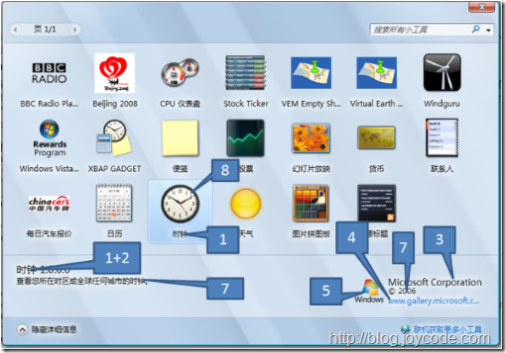 页 1/1
搜索所有小工具
BBC
RADIO
Beijing 2008
BBC Radio Pla...
Beijing 2008
CPU 仪表盘
Stock Ticker
VEM Empty Sh...
Virtual Earth ...
Windguru
Rewards
Program
Windows Vista...
XBAP GADGET
便笺
股票
幻灯片放映
货币
联系人
chinacars
中国汽车网
8
每日汽车报价
日历
时钟
天气
图片拼图板
源标题
1
1+2
4
7
3
时钟 1.0.0.0
查看您所在时区或全球任何城市的时钟。
7
5
Windows
Microsoft Corporation
© 2006
www.gallery.microsoft.c...
隐藏详细信息
联机获取更多小工具
http://blog.joycode.com